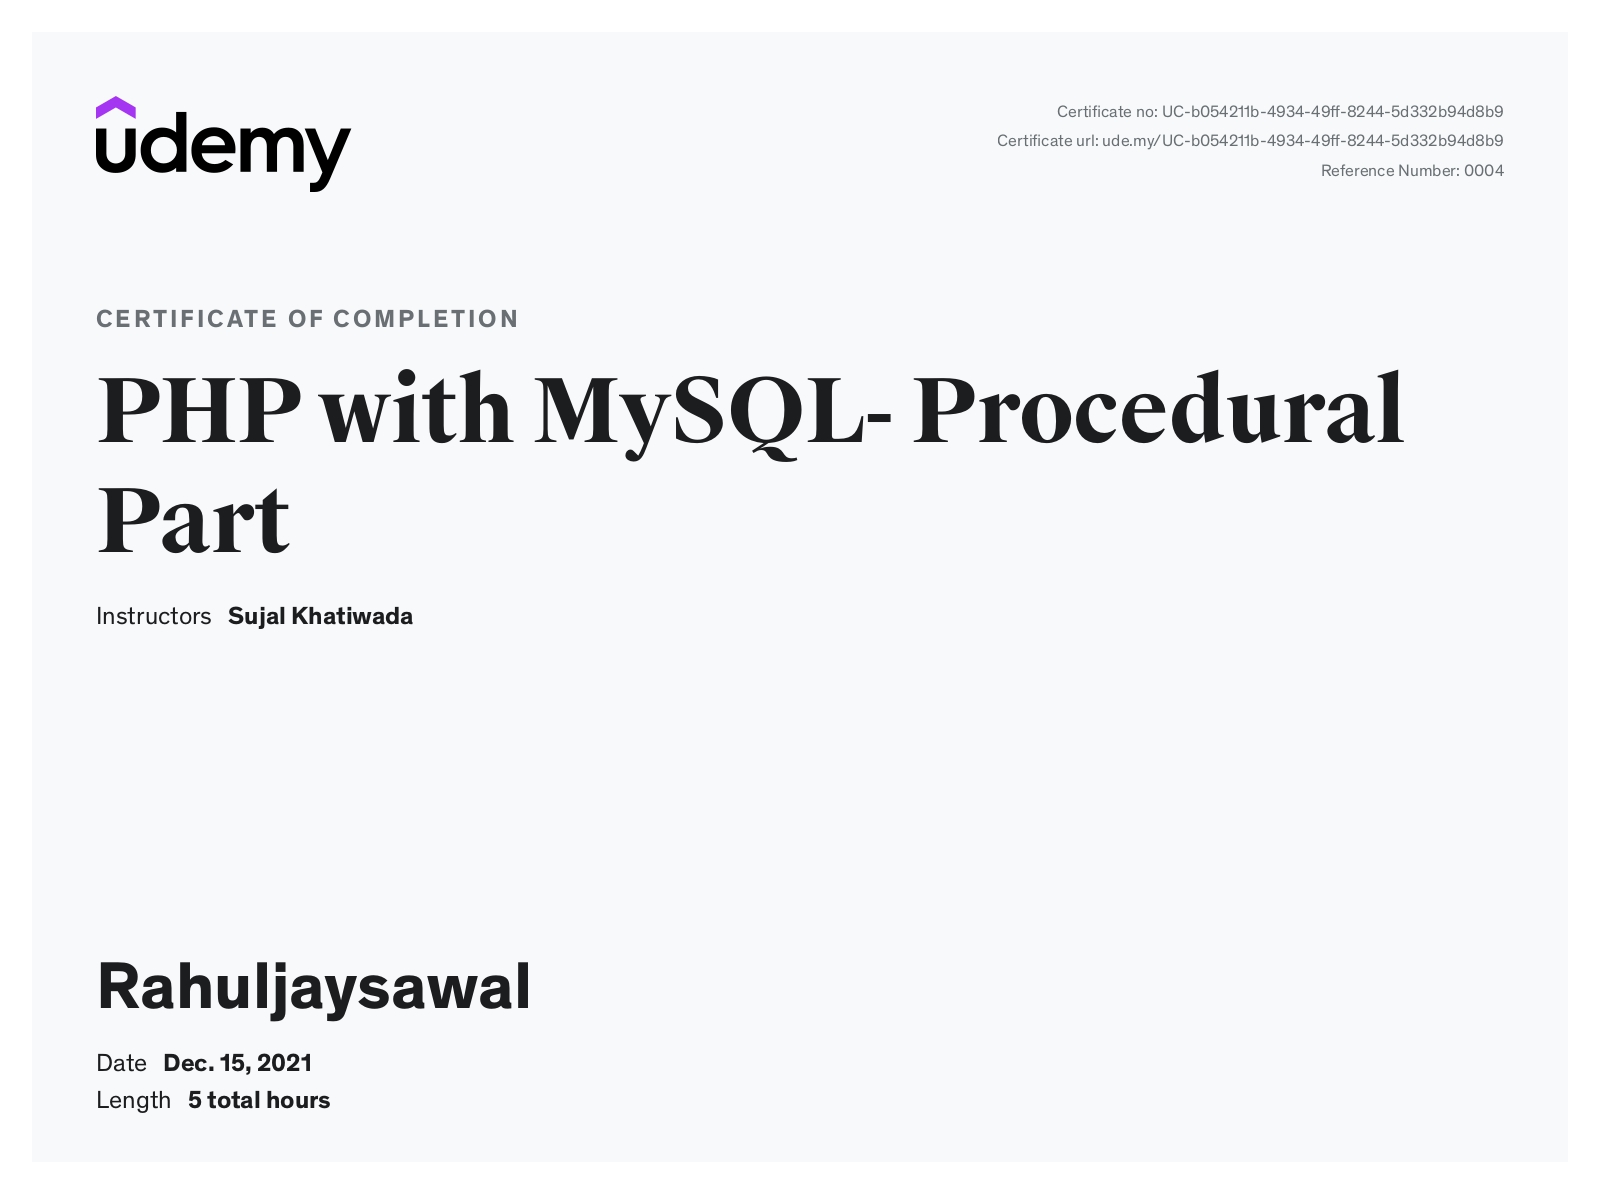 udemy
Certificate no: UC-b054211b-4934-49ff-8244-5d332b94d8b9
Certificate url: ude.my/UC-b054211b-4934-49ff-8244-5d332b94d8b9
Reference Number: 0004
CERTIFICATE OF COMPLETION
PHP with MySQL- Procedural
Part
Instructors Sujal Khatiwada
Rahuljaysawal
Date Dec. 15, 2021
Length 5 total hours